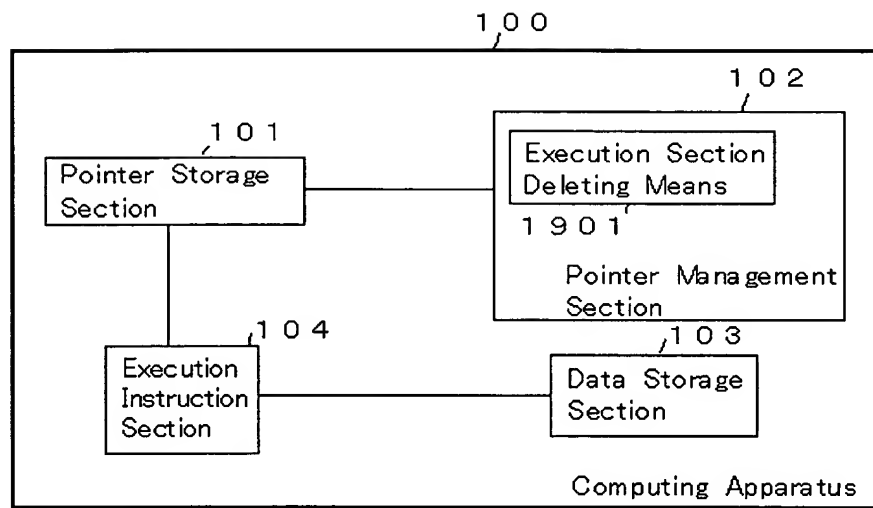 100
102
101
Execution Section
Deleting Means
Pointer Storage
Section
1901
Pointer Management
Section
104
103
Execution
Instruction
Section
Data Storage
Section
Computing Apparatus